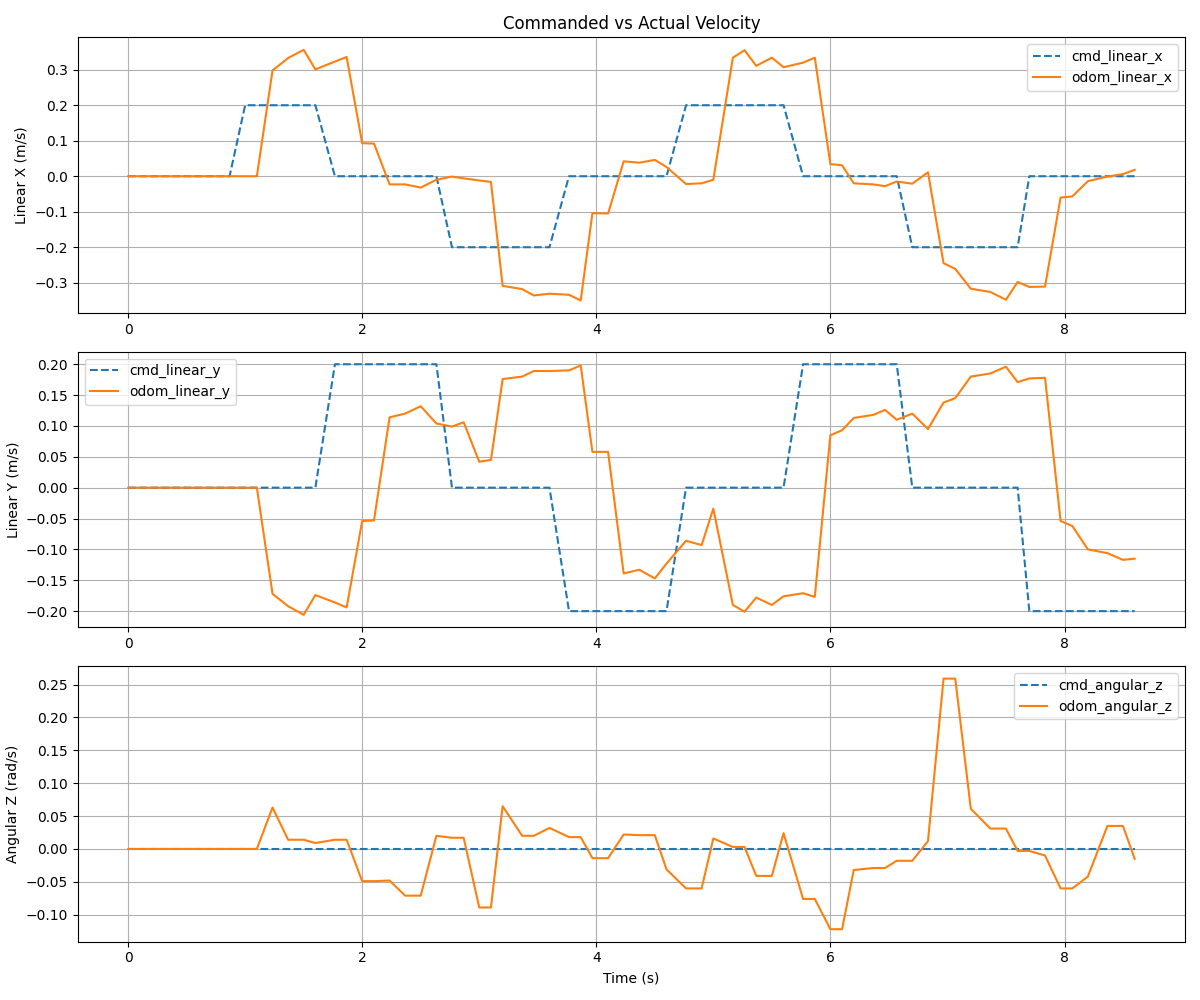 Commanded vs Actual Velocity
Linear X (m/s)
0.3
0.2
0.1
0.0
−0.1
−0.2
−0.3
cmd_linear_x
odom_linear_x
0 2 4 6 8
Linear Y (m/s)
0.20
0.15
0.10
0.05
0.00
−0.05
−0.10
−0.15
−0.20
cmd_linear_y
odom_linear_y
0 2 4 6 8
Angular Z (rad/s)
0.25
0.20
0.15
0.10
0.05
0.00
−0.05
−0.10
cmd_angular_z
odom_angular_z
0 2 4 6 8
Time (s)